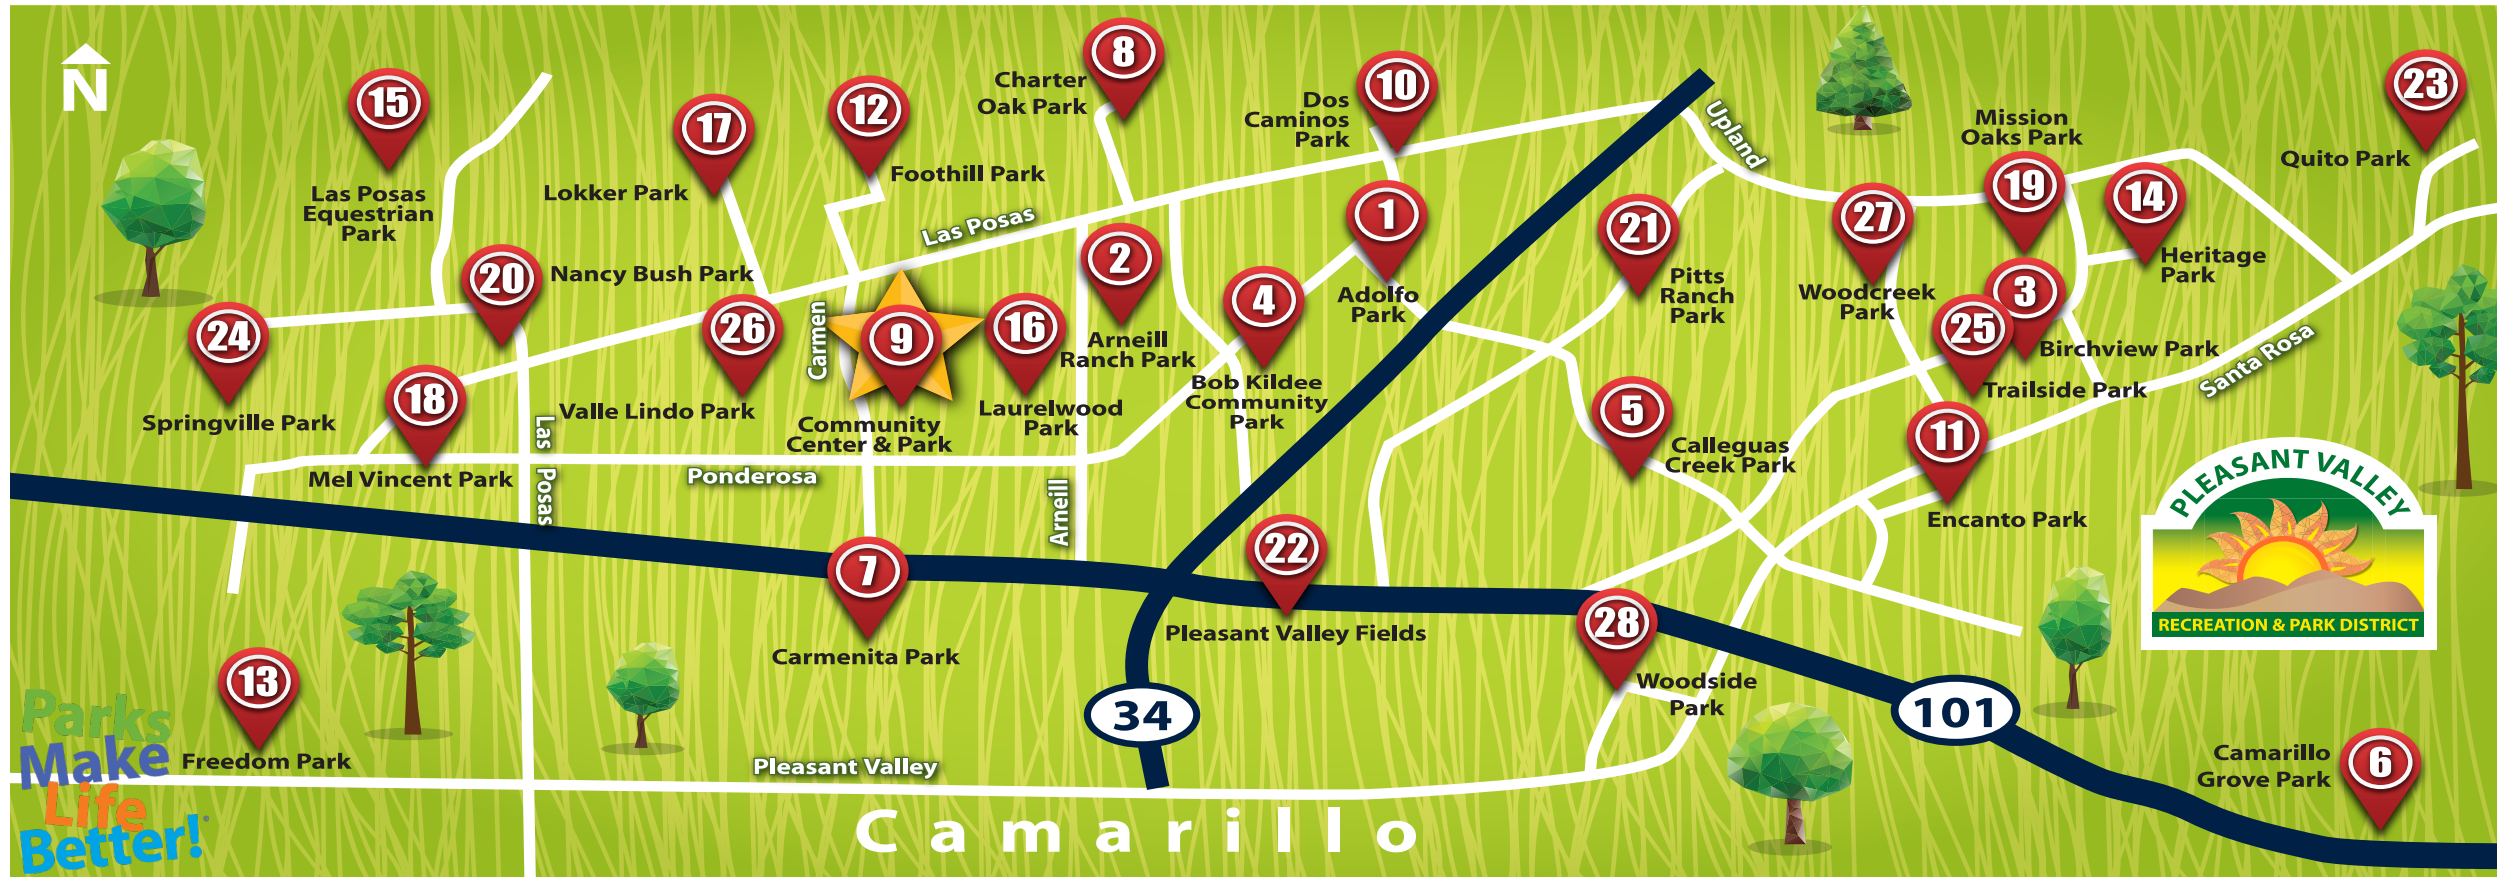 N
15
Las Posas
Equestrian
Park
17
Lokker Park
12
Foothill Park
8
Charter
Oak Park
10
Dos
Caminos
Park
Upland
Mission
Oaks Park
19
23
Quito Park
14
Heritage
Park
27
Woodcreek
Park
21
Pitts
Ranch
Park
1
Adolfo
Park
Las Posas
2
Arneill
Ranch Park
20
Nancy Bush Park
24
Springville Park
18
Mel Vincent Park
26
Valle Lindo Park
Carmen
9
Community
Center & Park
16
Laurelwood
Park
4
Bob Kildee
Community
Park
3
Birchview Park
25
Trailside Park
Santa Rosa
5
Calleguas
Creek Park
11
Encanto Park
Las Posas
Ponderosa
Arneill
7
Carmenita Park
22
Pleasant Valley Fields
28
Woodside
Park
PLEASANT VALLEY
RECREATION & PARK DISTRICT
13
Freedom Park
Parks
Make
Life
Better!
34
101
Pleasant Valley
Camarillo
Camarillo
Grove Park
6